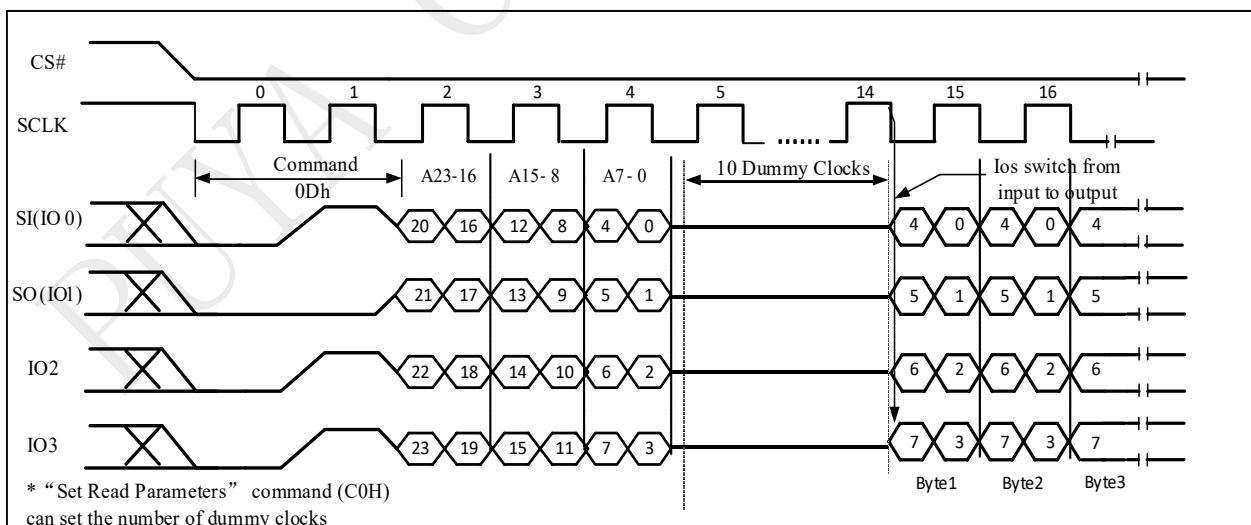 PUYA
CS#
0 1 2 3 4 5 14 15 16
SCLK
Command
0Dh
A23-16 A15- 8 A7- 0
10 Dummy Clocks
Ios switch from
input to output
SI(IO 0) 20 16 12 8 4 0 4 0 4 0 4
SO(IO1) 21 17 13 9 5 1 5 1 5 1 5
IO2 22 18 14 10 6 2 6 2 6 2 6
IO3 23 19 15 11 7 3 7 3 7 3 7
Byte1 Byte2 Byte3
* “Set Read Parameters” command (C0H)
can set the number of dummy clocks